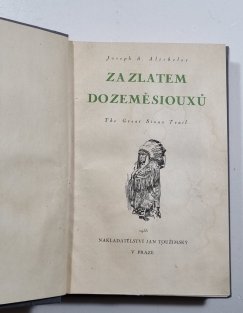 Joseph A. Altsheler
ZA ZLATEM
DO ZEMĚ SIOUXŮ
The Great Sioux Trail
NAKLADATELSTVÍ JAN TOUŽIMSKÝ
V PRAZE